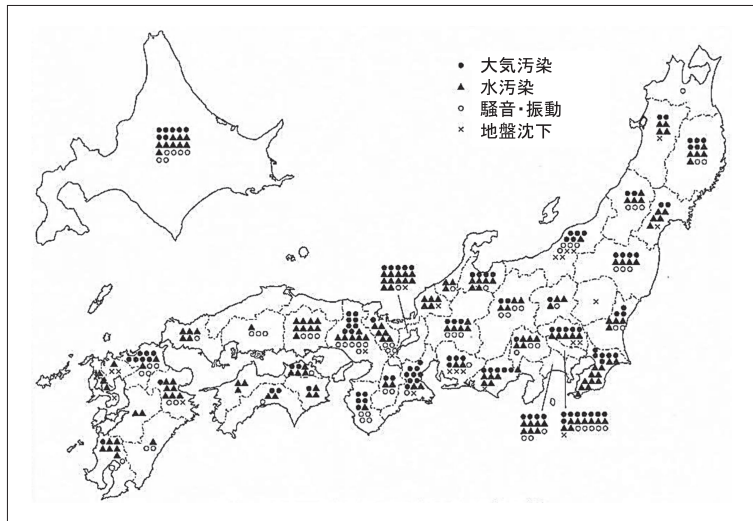 ● 大気汚染
▲ 水汚染
○ 騒音・振動
× 地盤沈下